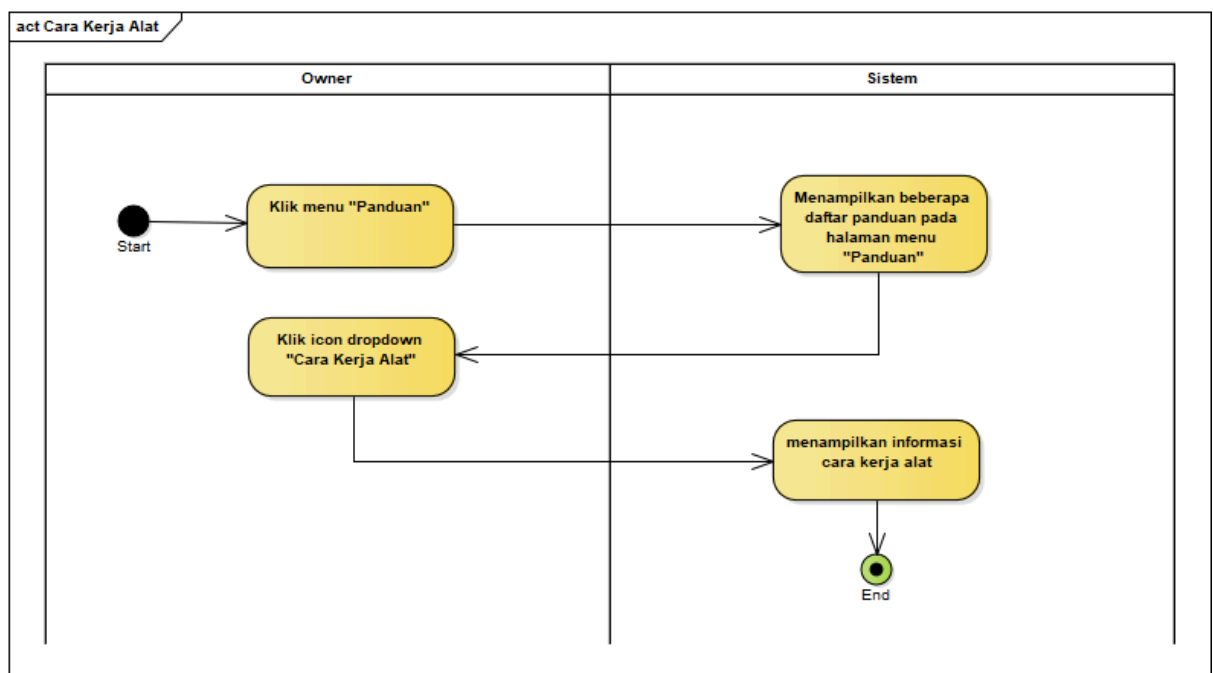 act Cara Kerja Alat
Owner
Sistem
Start
Klik menu "Panduan"
Menampilkan beberapa
daftar panduan pada
halaman menu
"Panduan"
Klik icon dropdown
"Cara Kerja Alat"
menampilkan informasi
cara kerja alat
End